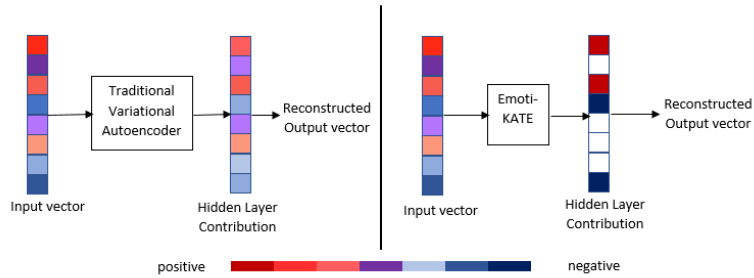 Traditional
Variational
Autoencoder
Reconstructed
Output vector
Input vector
Hidden Layer
Contribution
Emoti-
KATE
Reconstructed
Output vector
Input vector
Hidden Layer
Contribution
positive
negative